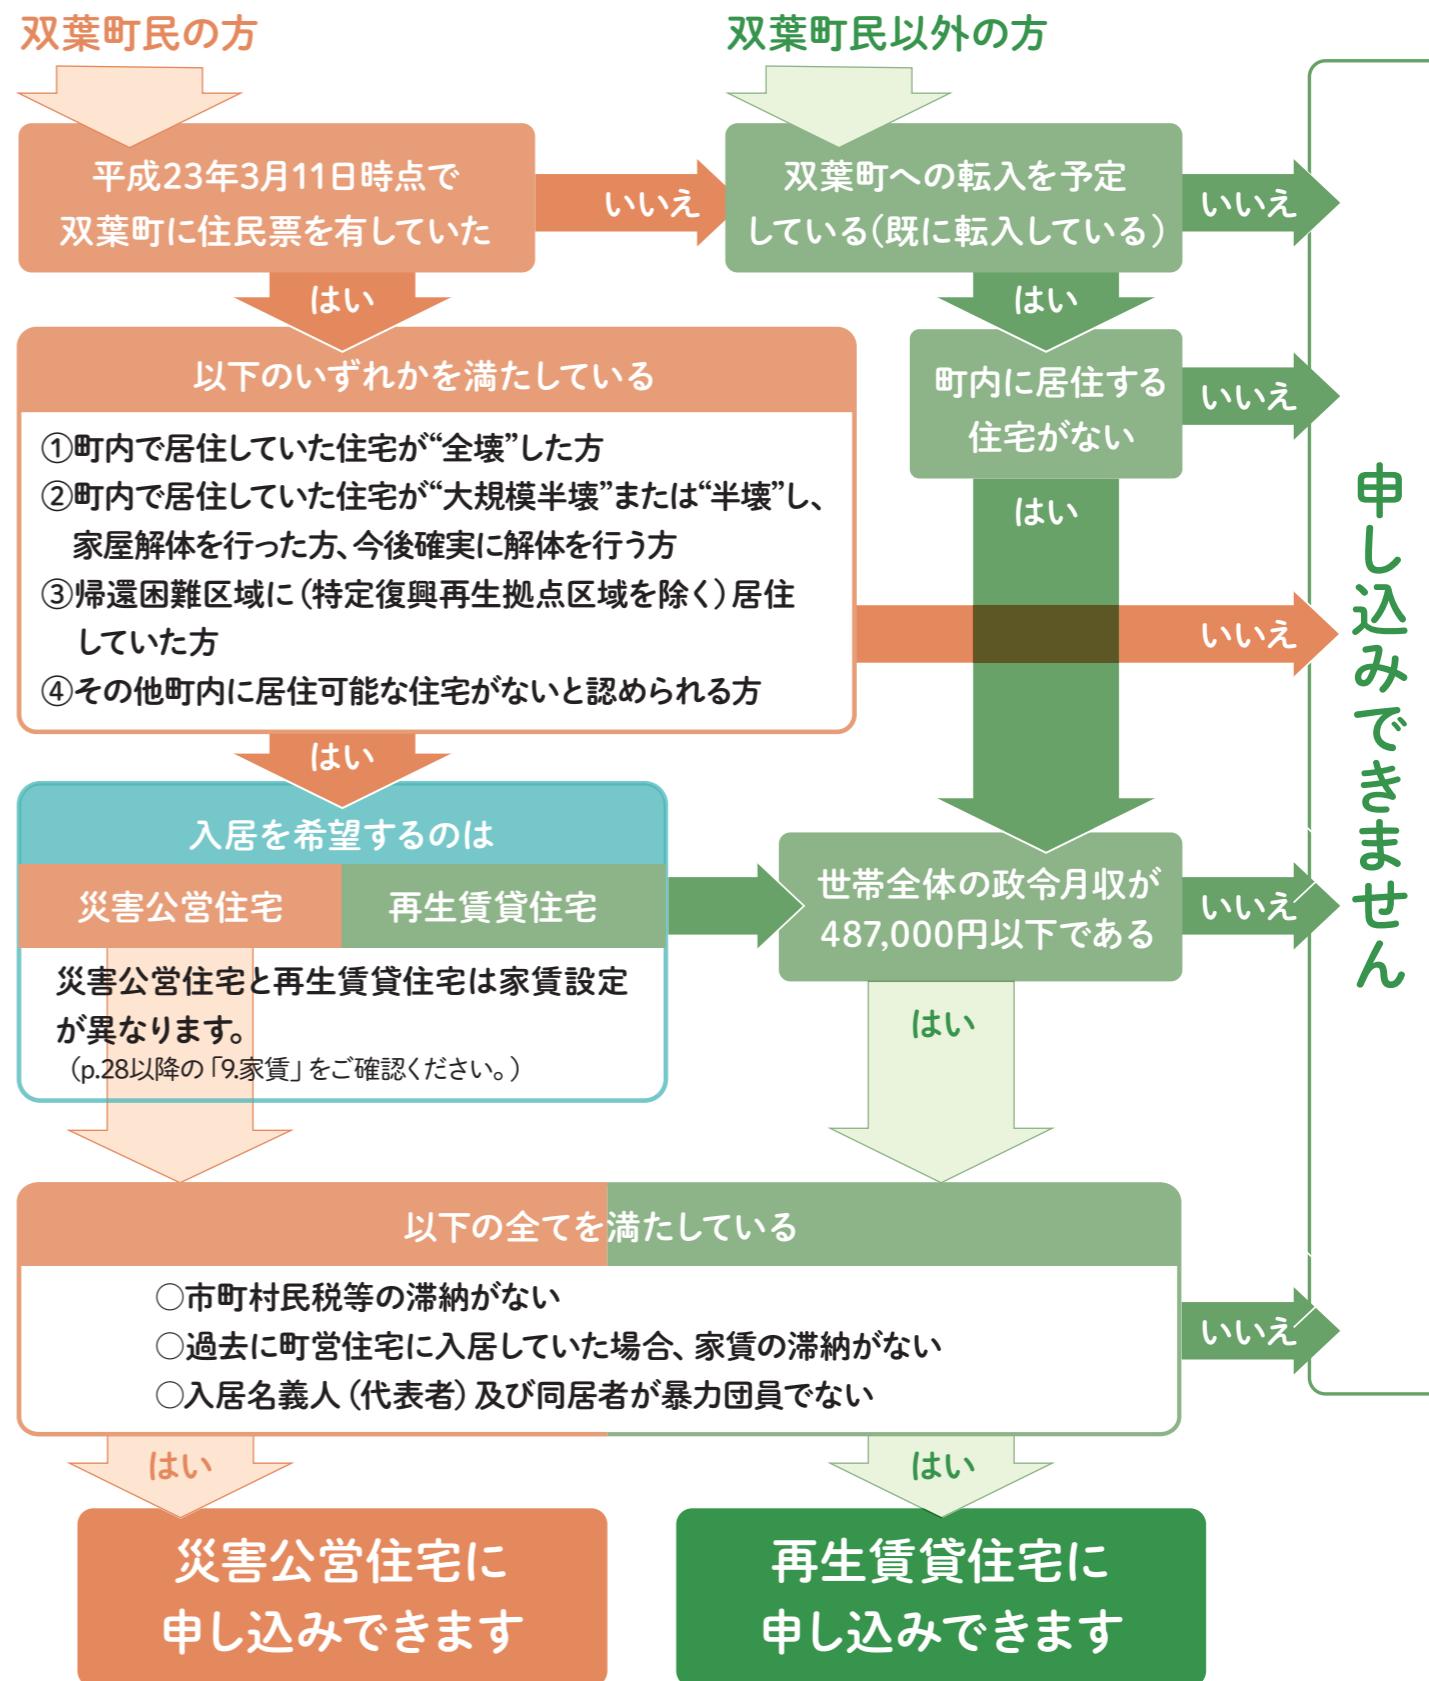 双葉町民の方
双葉町民以外の方
平成23年3月11日時点で
双葉町に住民票を有していた
いいえ
双葉町への転入を予定
している(既に転入している)
いいえ
はい
はい
以下のいずれかを満たしている
①町内で居住していた住宅が“全壊”した方
②町内で居住していた住宅が“大規模半壊”または“半壊”し、
家屋解体を行った方、今後確実に解体を行う方
③帰還困難区域に(特定復興再生拠点区域を除く)居住
していた方
④その他町内に居住可能な住宅がないと認められる方
町内に居住する
住宅がない
いいえ
はい
いいえ
申し込みできません
はい
入居を希望するのは
災害公営住宅
再生賃貸住宅
災害公営住宅と再生賃貸住宅は家賃設定
が異なります。
(p.28以降の「9.家賃」をご確認ください。)
世帯全体の政令月収が
487,000円以下である
いいえ
はい
以下の全てを満たしている
○市町村民税等の滞納がない
○過去に町営住宅に入居していた場合、家賃の滞納がない
○入居名義人(代表者)及び同居者が暴力団員でない
いいえ
はい
はい
災害公営住宅に
申し込みできます
再生賃貸住宅に
申し込みできます